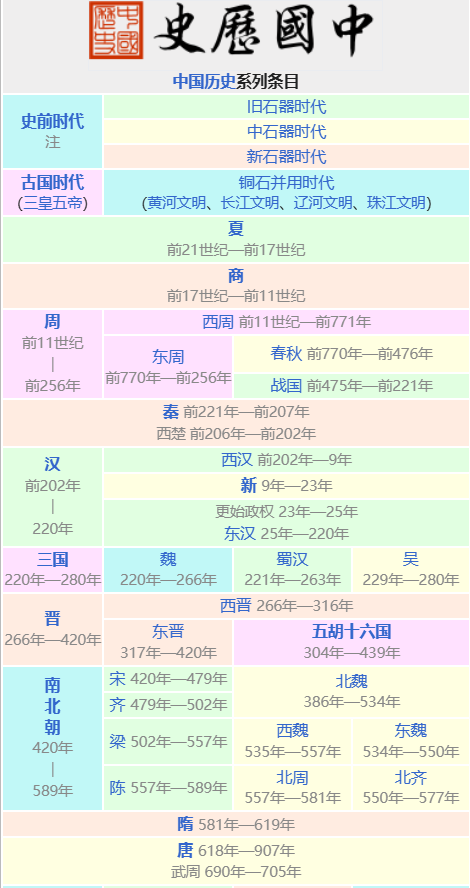 中國歷史
中國歷史
中国历史系列条目
史前时代
注
旧石器时代
中石器时代
新石器时代
古国时代
(三皇五帝)
铜石并用时代
(黄河文明、长江文明、辽河文明、珠江文明)
夏
前21世纪—前17世纪
商
前17世纪—前11世纪
周
前11世纪
|
前256年
西周 前11世纪—前771年
东周
前770年—前256年
春秋 前770年—前476年
战国 前475年—前221年
秦 前221年—前207年
西楚 前206年—前202年
汉
前202年
|
220年
西汉 前202年—9年
新 9年—23年
更始政权 23年—25年
东汉 25年—220年
三国
220年—280年
魏
220年—266年
蜀汉
221年—263年
吴
229年—280年
晋
266年—420年
西晋 266年—316年
东晋
317年—420年
五胡十六国
304年—439年
南
北
朝
420年
|
589年
宋 420年—479年
齐 479年—502年
梁 502年—557年
陈 557年—589年
北魏
386年—534年
西魏
535年—557年
东魏
534年—550年
北周
557年—581年
北齐
550年—577年
隋 581年—619年
唐 618年—907年
武周 690年—705年